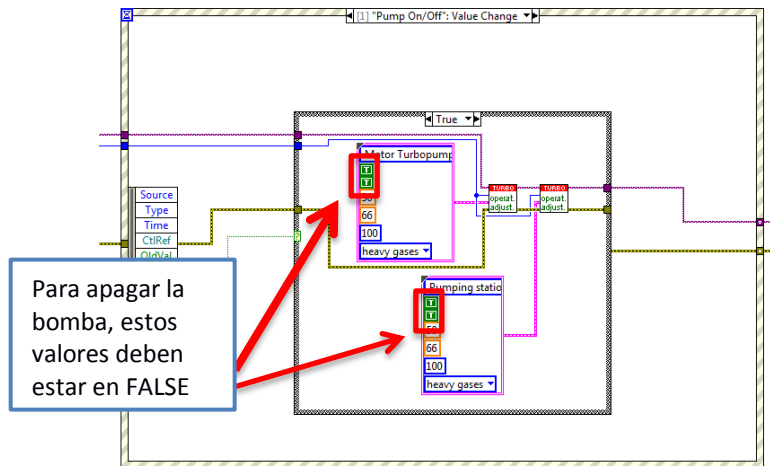 [1] "Pump On/Off": Value Change
True
Motor Turbopump
T
T
66
100
heavy gases
TURBO
operat.
adjust.
TURBO
operat.
adjust.
Source
Type
Time
CtlRef
OldVal
?
Pumping statio
T
T
50
66
100
heavy gases
Para apagar la
bomba, estos
valores deben
estar en FALSE